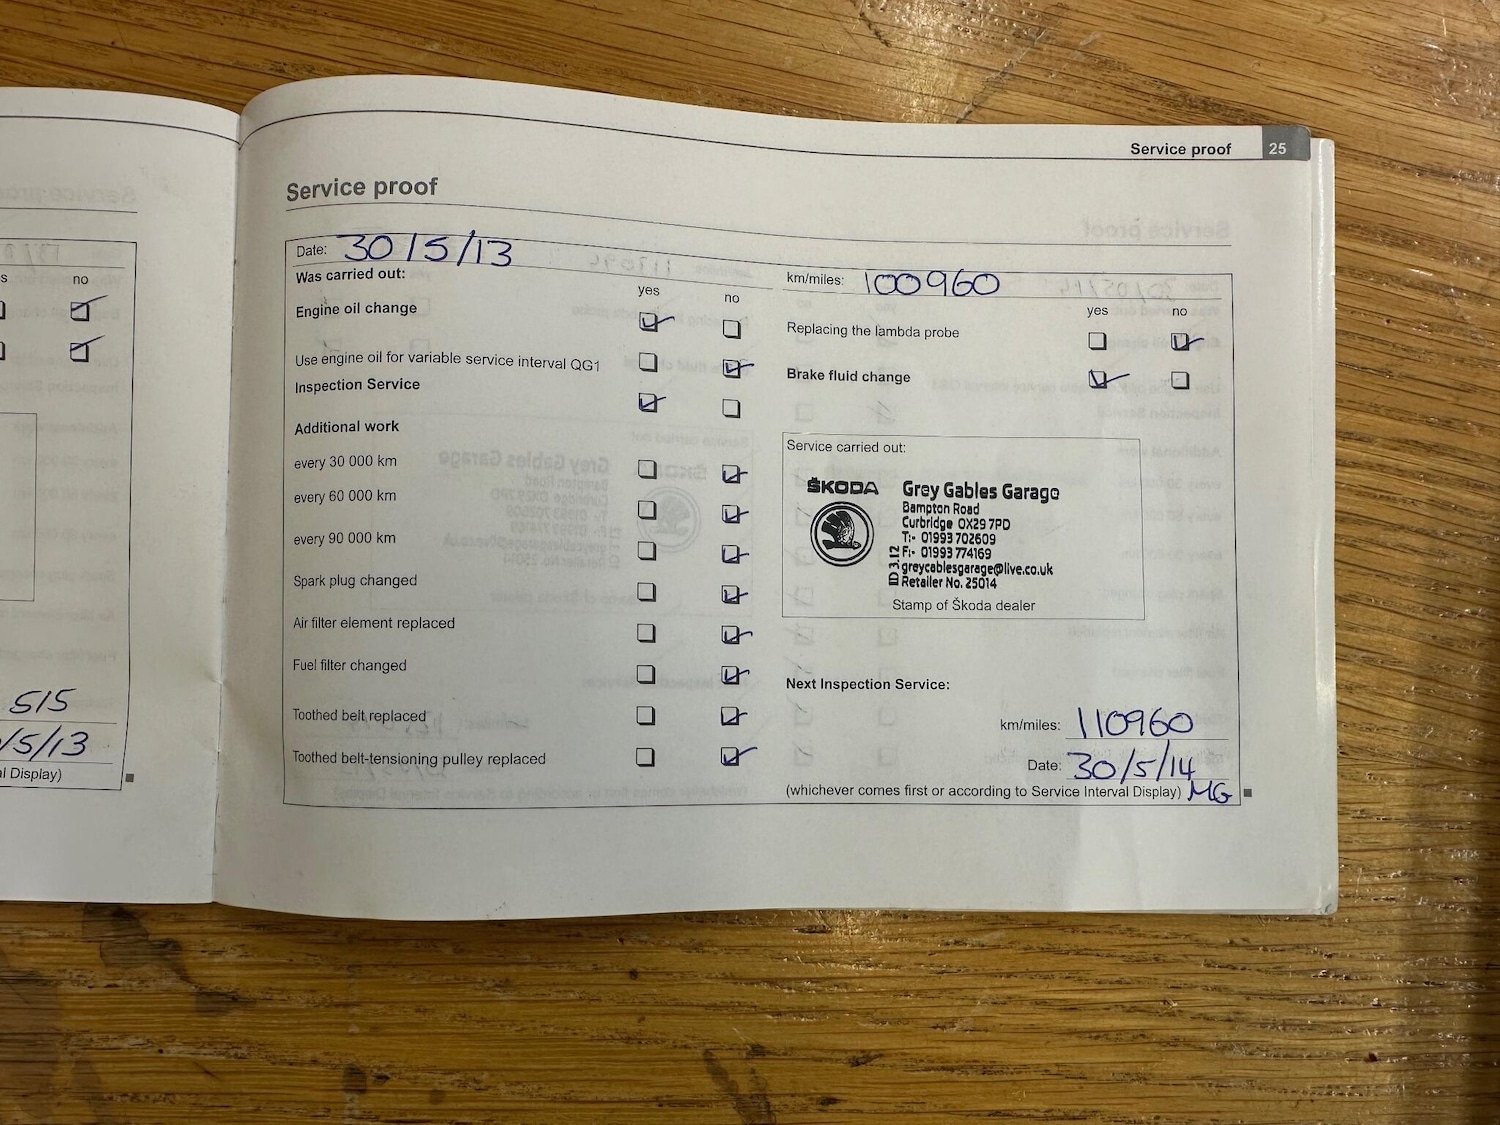 no
515
/5/13
l Display)
Service proof 25
Service proof
Date: 30/5/13
Was carried out:
yes no
Engine oil change
Use engine oil for variable service interval QG1
Inspection Service
Additional work
every 30 000 km
every 60 000 km
every 90 000 km
Spark plug changed
Air filter element replaced
Fuel filter changed
Toothed belt replaced
Toothed belt-tensioning pulley replaced
km/miles: 100960
yes no
Replacing the lambda probe
Brake fluid change
Service carried out:
ŠKODA
Grey Gables Garage
Bampton Road
Curbridge OX29 7PD
T:- 01993 702609
F:- 01993 774169
greycablesgarage@live.co.uk
Retailer No. 25014
Stamp of Škoda dealer
Next Inspection Service:
km/miles: 110960
Date: 30/5/14
(whichever comes first or according to Service Interval Display) MG